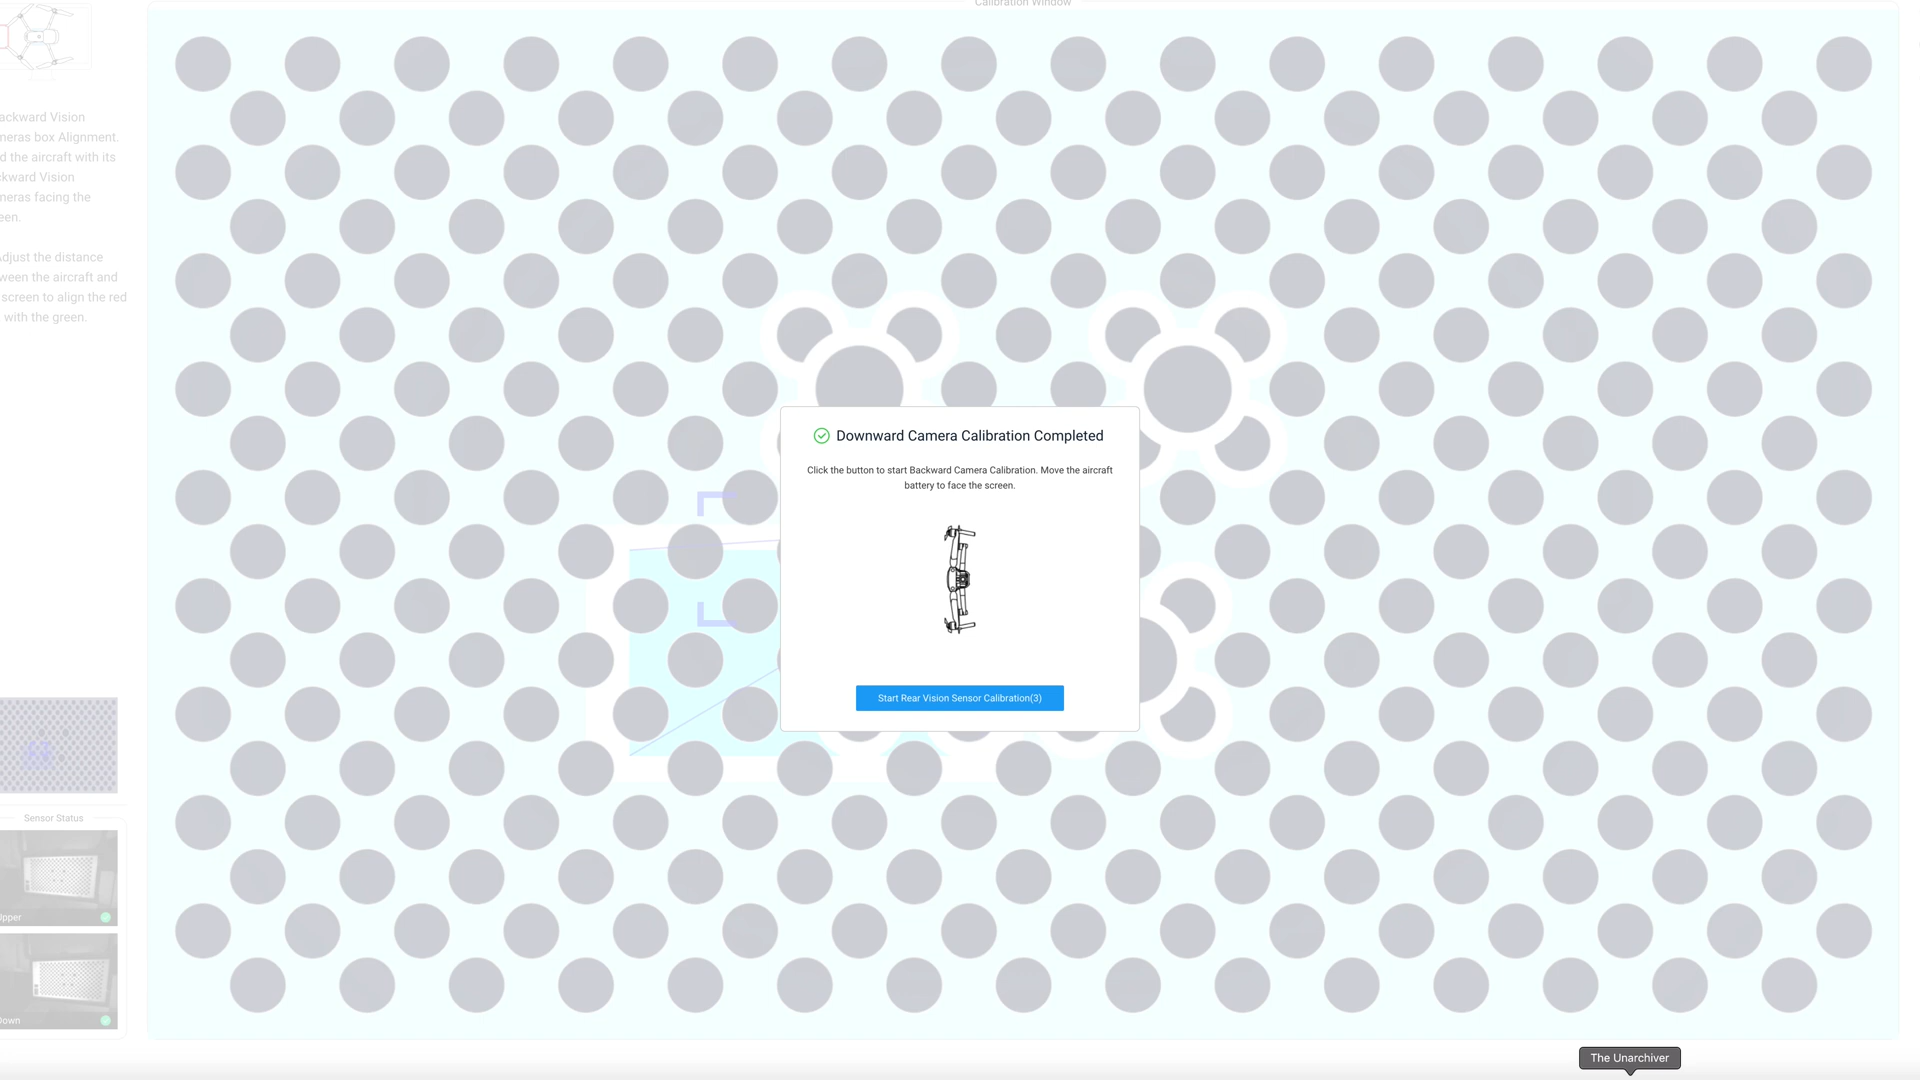 Calibration Window
ackward Vision
neras box Alignment.
d the aircraft with its
ckward Vision
neras facing the
een.
djust the distance
ween the aircraft and
screen to align the red
with the green.
Downward Camera Calibration Completed
Click the button to start Backward Camera Calibration. Move the aircraft
battery to face the screen.
Start Rear Vision Sensor Calibration(3)
Sensor Status
Upper
Down
The Unarchiver